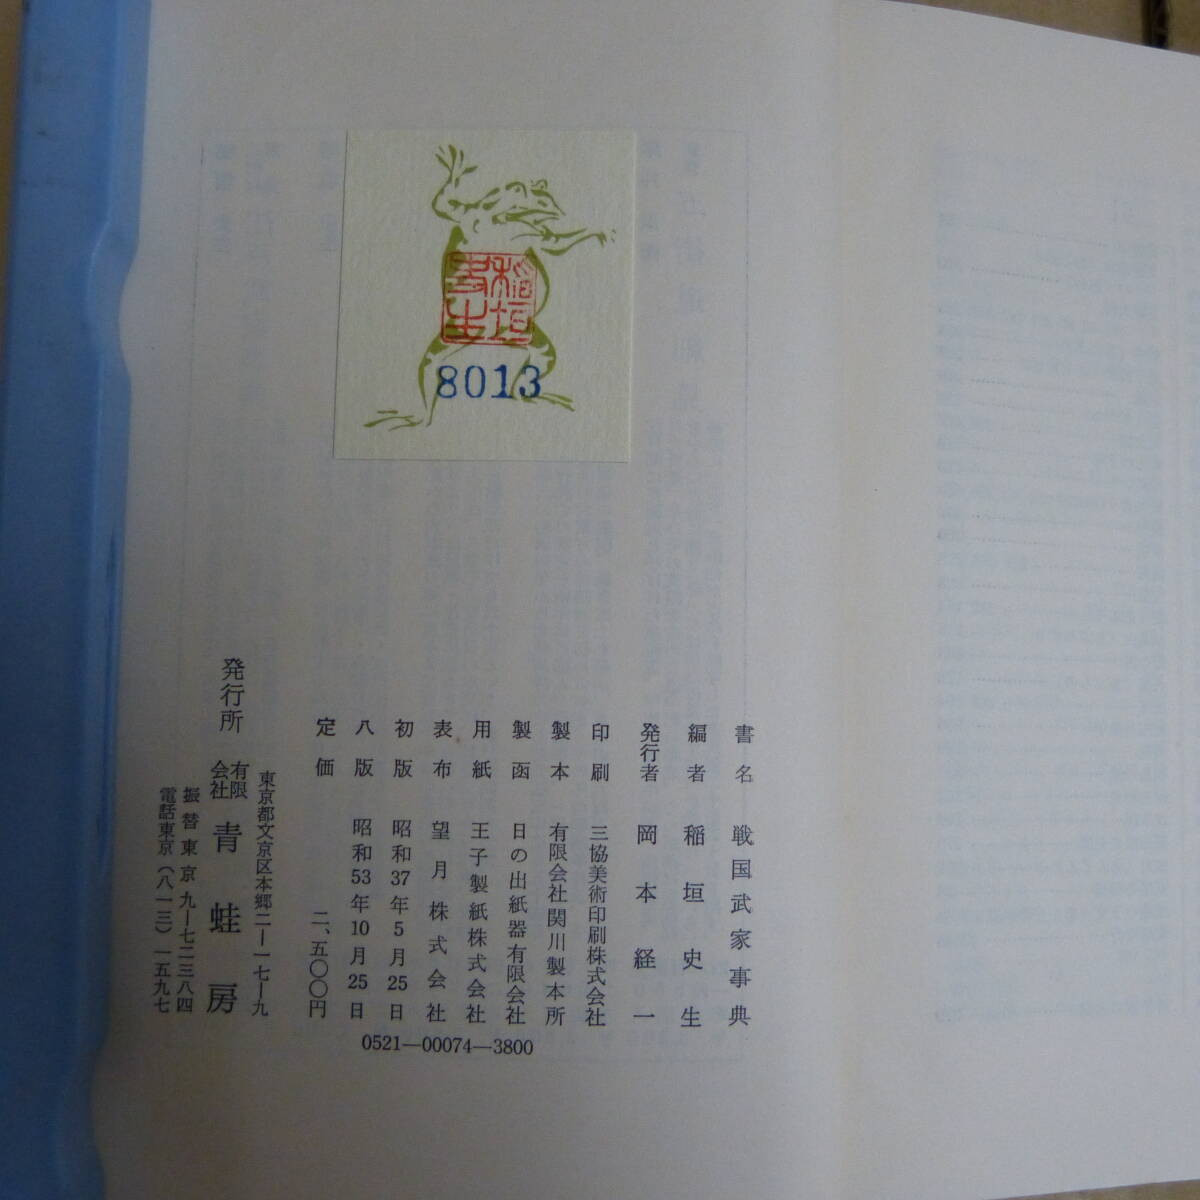 稲垣史生
8013
書名　戦国武家事典
編者　稲垣史生
発行者　岡本経一
印刷　三協美術印刷株式会社
製本　有限会社関川製本所
製函　日の出紙器有限会社
用紙　王子製紙株式会社
表布　望月株式会社
初版　昭和37年5月25日
八版　昭和53年10月25日
定価　二、五〇〇円
東京都文京区本郷二―一七―九
発行所　有限会社　青蛙房
振替東京九―七二三八四
電話東京(八一三)一五九七
0521―00074―3800